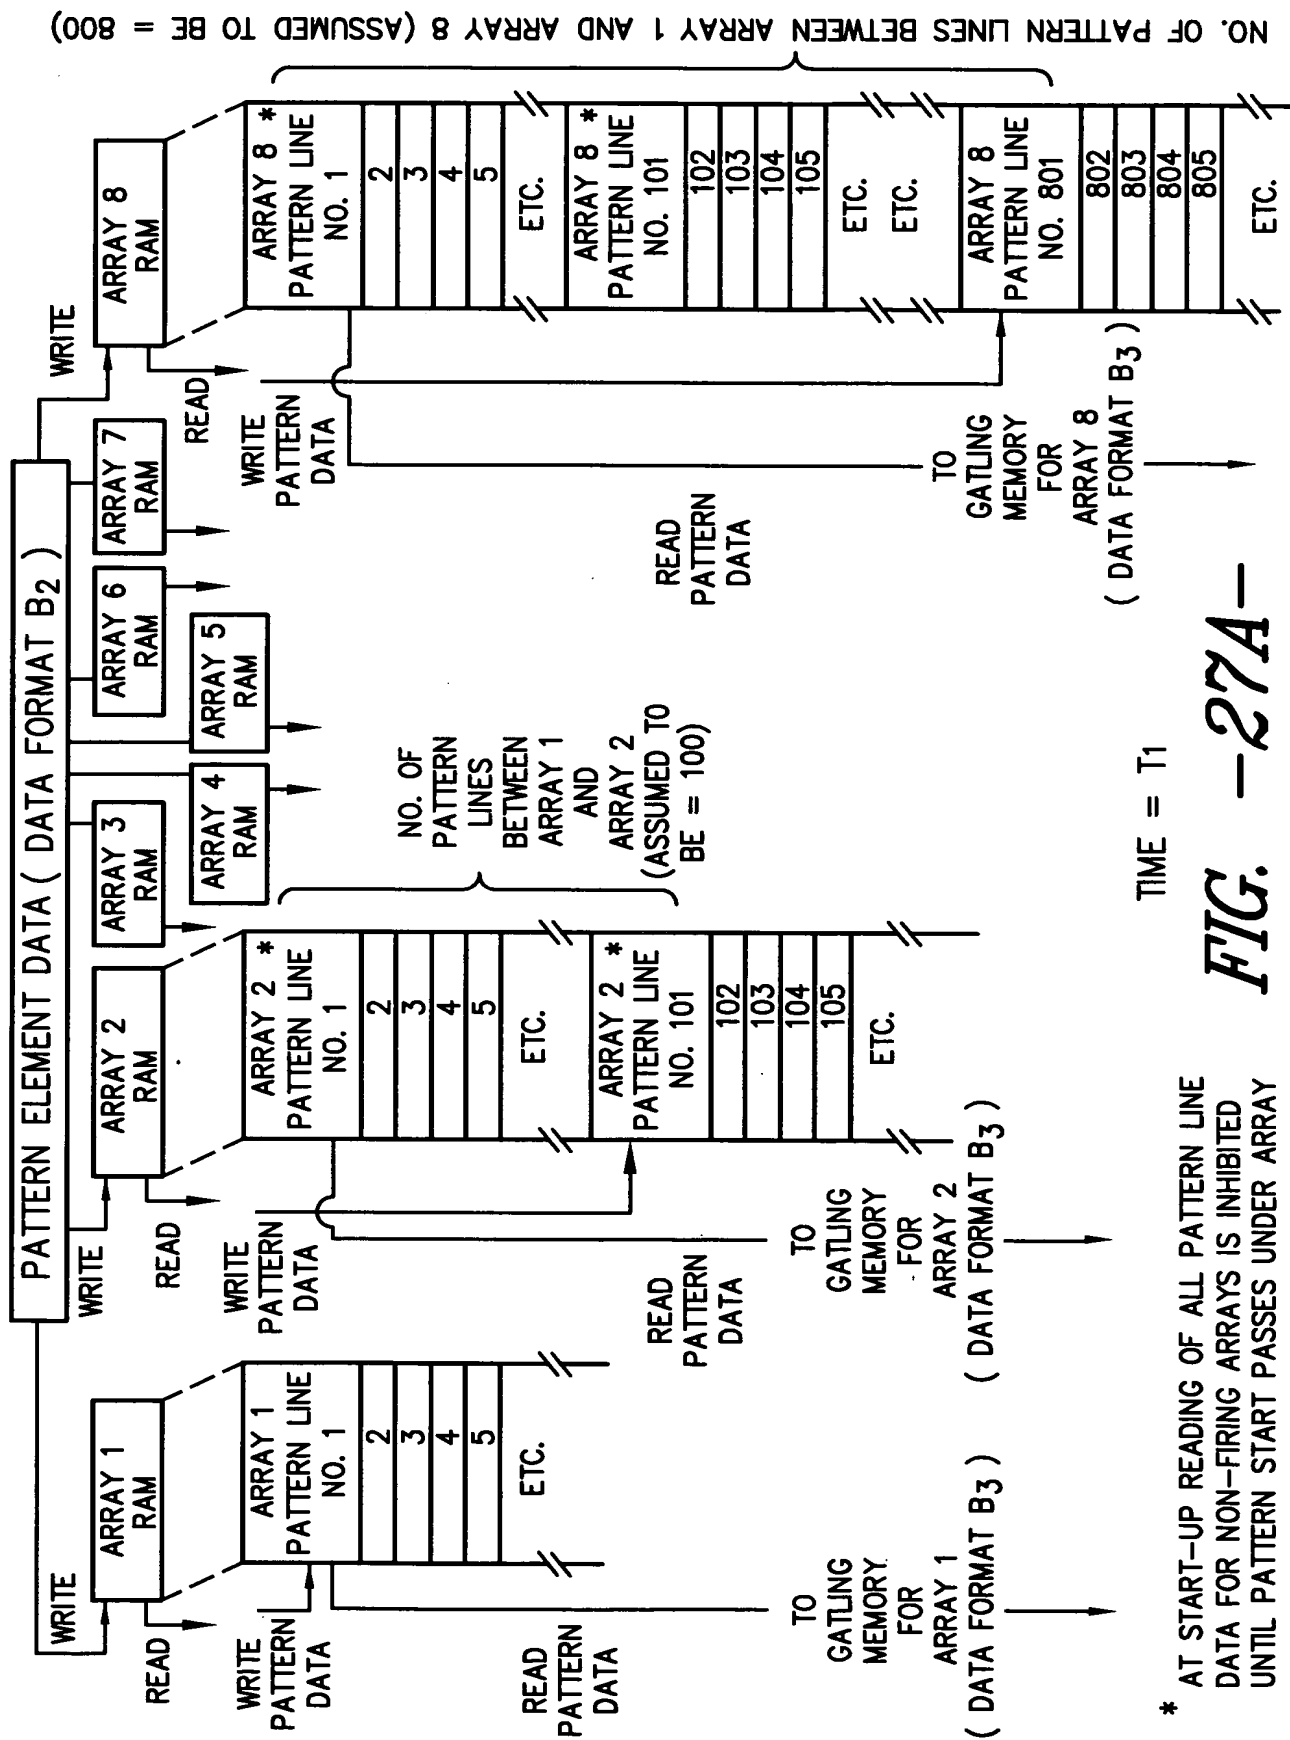 PATTERN ELEMENT DATA ( DATA FORMAT B2 )
WRITE
ARRAY 1
RAM
READ
WRITE
PATTERN
DATA
ARRAY 1
PATTERN LINE
NO. 1
2
3
4
5
ETC.
READ
PATTERN
DATA
TO
GATLING
MEMORY
FOR
ARRAY 1
( DATA FORMAT B3 )
WRITE
ARRAY 2
RAM
READ
WRITE
PATTERN
DATA
ARRAY 2 *
PATTERN LINE
NO. 1
2
3
4
5
ETC.
ARRAY 2 *
PATTERN LINE
NO. 101
102
103
104
105
ETC.
READ
PATTERN
DATA
TO
GATLING
MEMORY
FOR
ARRAY 2
( DATA FORMAT B3 )
NO. OF
PATTERN
LINES
BETWEEN
ARRAY 1
AND
ARRAY 2
(ASSUMED TO
BE = 100)
ARRAY 3
RAM
ARRAY 4
RAM
ARRAY 5
RAM
ARRAY 6
RAM
ARRAY 7
RAM
WRITE
ARRAY 8
RAM
READ
WRITE
PATTERN
DATA
ARRAY 8 *
PATTERN LINE
NO. 1
2
3
4
5
ETC.
ARRAY 8 *
PATTERN LINE
NO. 101
102
103
104
105
ETC.
ETC.
ARRAY 8
PATTERN LINE
NO. 801
802
803
804
805
ETC.
READ
PATTERN
DATA
TO
GATLING
MEMORY
FOR
ARRAY 8
( DATA FORMAT B3 )
NO. OF PATTERN LINES BETWEEN ARRAY 1 AND ARRAY 8 (ASSUMED TO BE = 800)
TIME = T1
* AT START-UP READING OF ALL PATTERN LINE
DATA FOR NON-FIRING ARRAYS IS INHIBITED
UNTIL PATTERN START PASSES UNDER ARRAY
FIG. -27A-